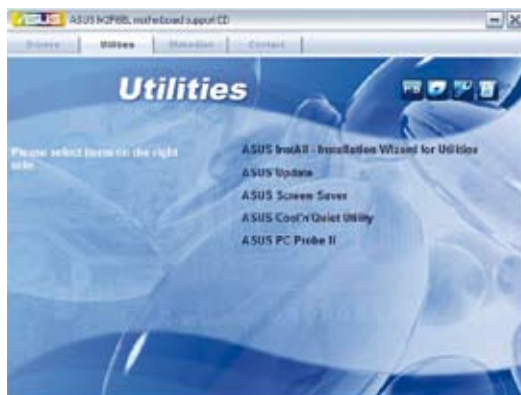 ASUS
motherboard support CD
Drivers
Utilities
Contact
Utilities
Please select items on the right
side.
ASUS InstAll - Installation Wizard for Utilities
ASUS Update
ASUS Screen Saver
ASUS Cool'n'Quiet Utility
ASUS PC Probe II